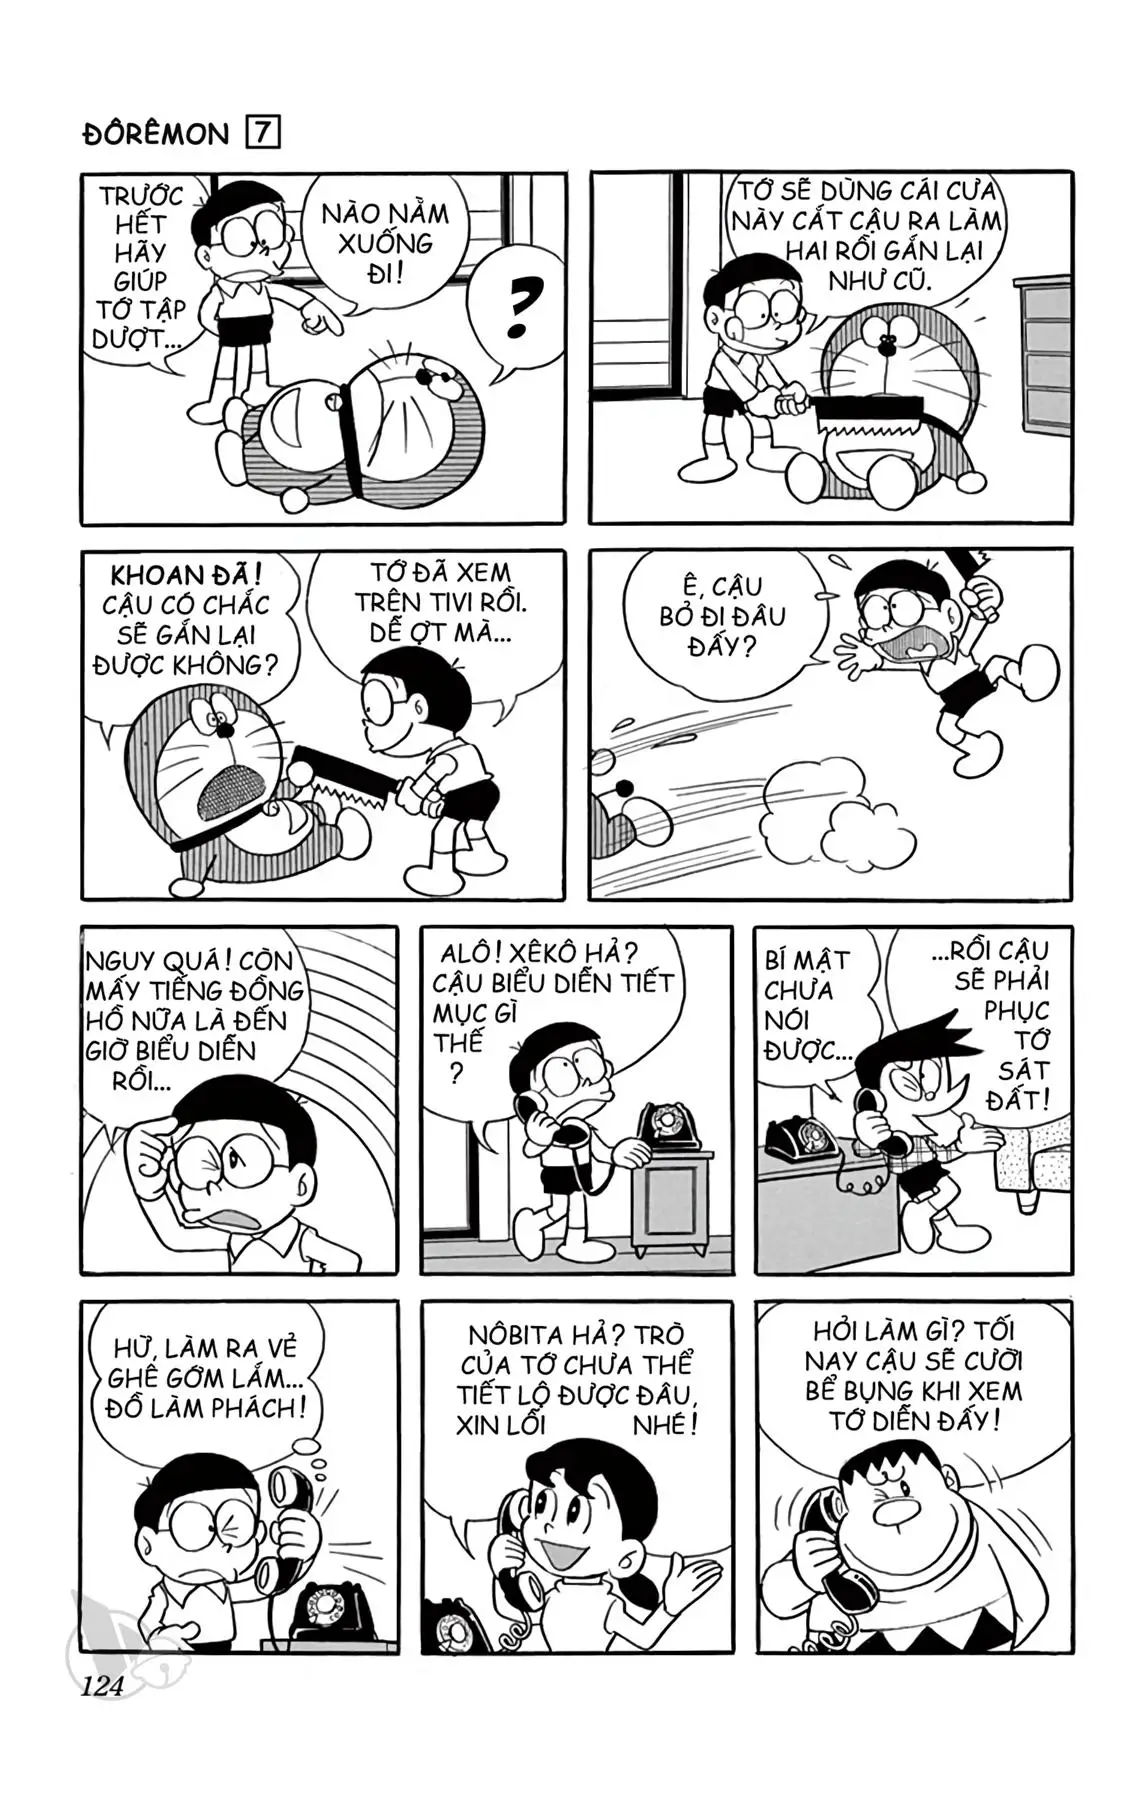 ĐÔRÊMON 7
TRƯỚC
HẾT
HÃY
GIÚP
TỚ TẬP
DƯỢT...
NÀO NẰM
XUỐNG
ĐI!
?
TỚ SẼ DÙNG CÁI CƯA
NÀY CẮT CẬU RA LÀM
HAI RỒI GẮN LẠI
NHƯ CŨ.
KHOAN ĐÃ!
CẬU CÓ CHẮC
SẼ GẮN LẠI
ĐƯỢC KHÔNG?
TỚ ĐÃ XEM
TRÊN TIVI RỒI.
DỄ ỢT MÀ...
Ê, CẬU
BỎ ĐI ĐÂU
ĐẤY?
NGUY QUÁ! CÒN
MẤY TIẾNG ĐỒNG
HỒ NỮA LÀ ĐẾN
GIỜ BIỂU DIỄN
RỒI...
ALÔ! XÊKÔ HẢ?
CẬU BIỂU DIỄN TIẾT
MỤC GÌ
THẾ
?
BÍ MẬT
CHƯA
NÓI
ĐƯỢC...
...RỒI CẬU
SẼ PHẢI
PHỤC
TỚ
SÁT
ĐẤT!
HỪ, LÀM RA VẺ
GHÊ GỚM LẮM...
ĐỒ LÀM PHÁCH!
NÔBITA HẢ? TRÒ
CỦA TỚ CHƯA THỂ
TIẾT LỘ ĐƯỢC ĐÂU,
XIN LỖI NHÉ!
HỎI LÀM GÌ? TỐI
NAY CẬU SẼ CƯỜI
BỂ BỤNG KHI XEM
TỚ DIỄN ĐẤY!
124